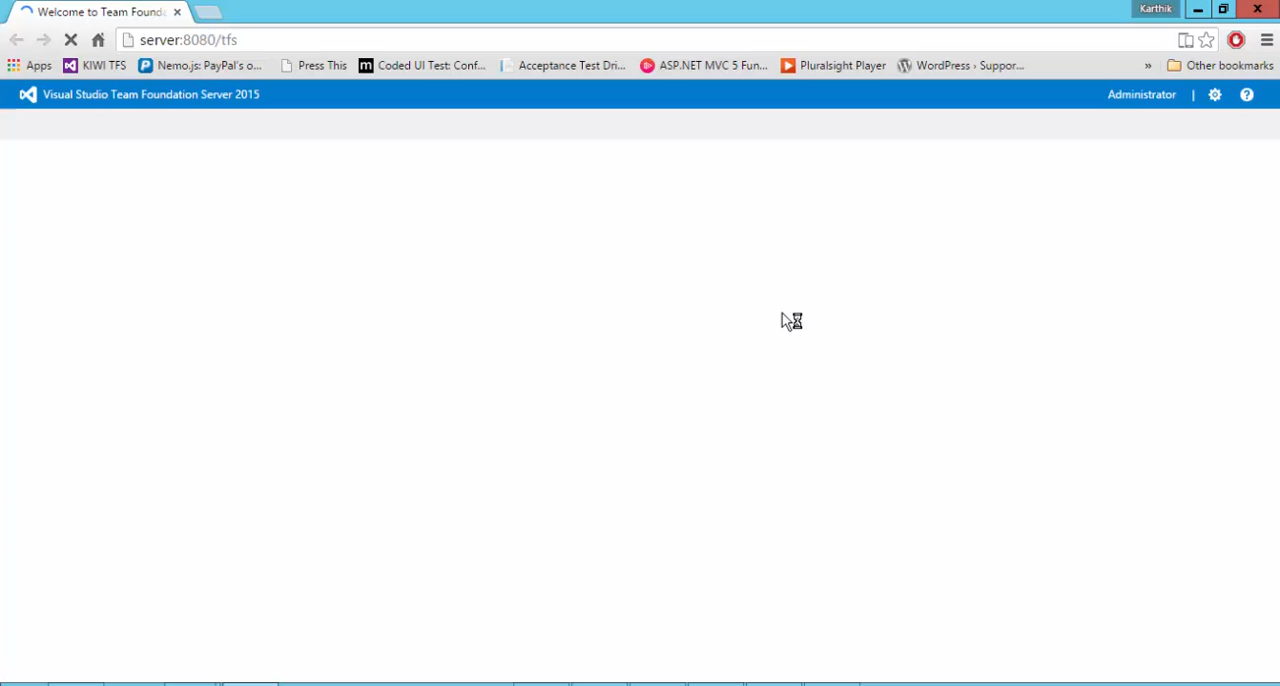 Welcome to Team Founda
Karthik
server:8080/tfs
Apps KIWI TFS Nemo.js: PayPal's o... Press This Coded UI Test: Conf... Acceptance Test Dri... ASP.NET MVC 5 Fun... Pluralsight Player WordPress › Suppor... » Other bookmarks
Visual Studio Team Foundation Server 2015 Administrator |